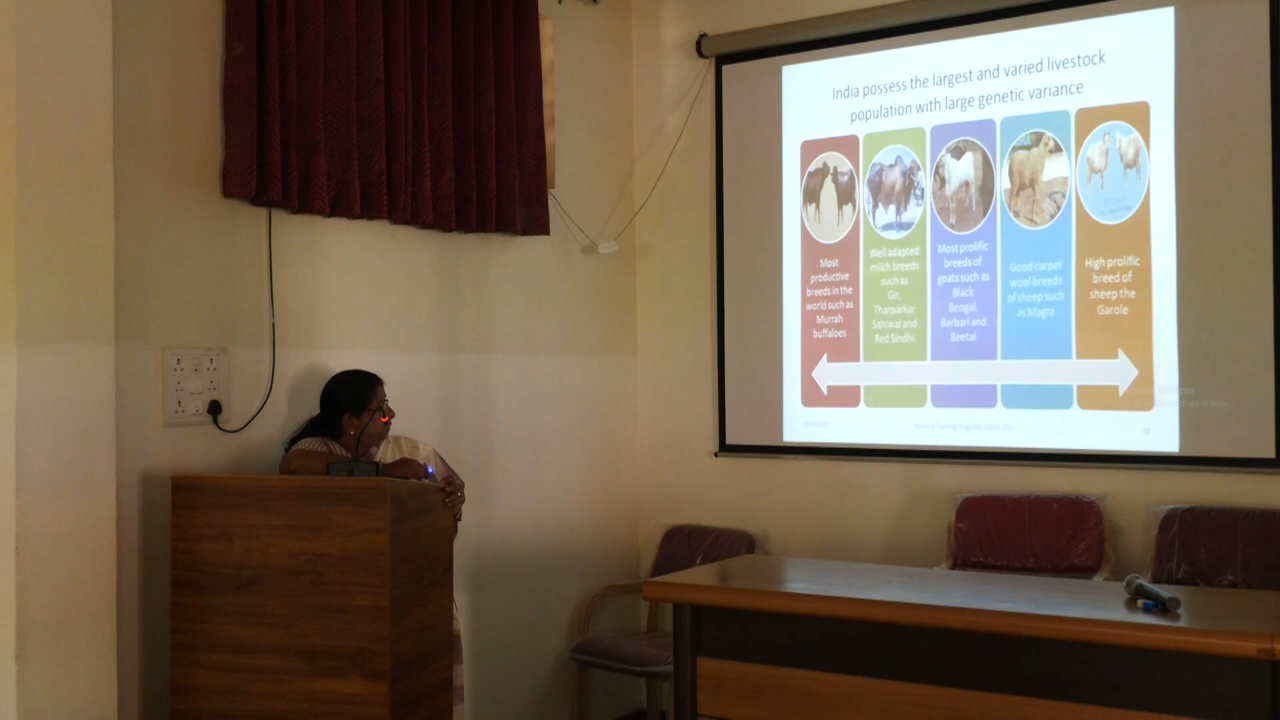 India possess the largest and varied livestock
population with large genetic variance
Most
productive
breeds in the
world such as
Murrah
buffaloes
Well adapted
milch breeds
such as
Gir,
Tharparkar
Sahiwal and
Red Sindhi
Most prolific
breeds of
goats such as
Black
Bengal,
Barbari and
Beetal
Good carpet
wool breeds
of sheep such
as Magra
High prolific
breed of
sheep the
Garole